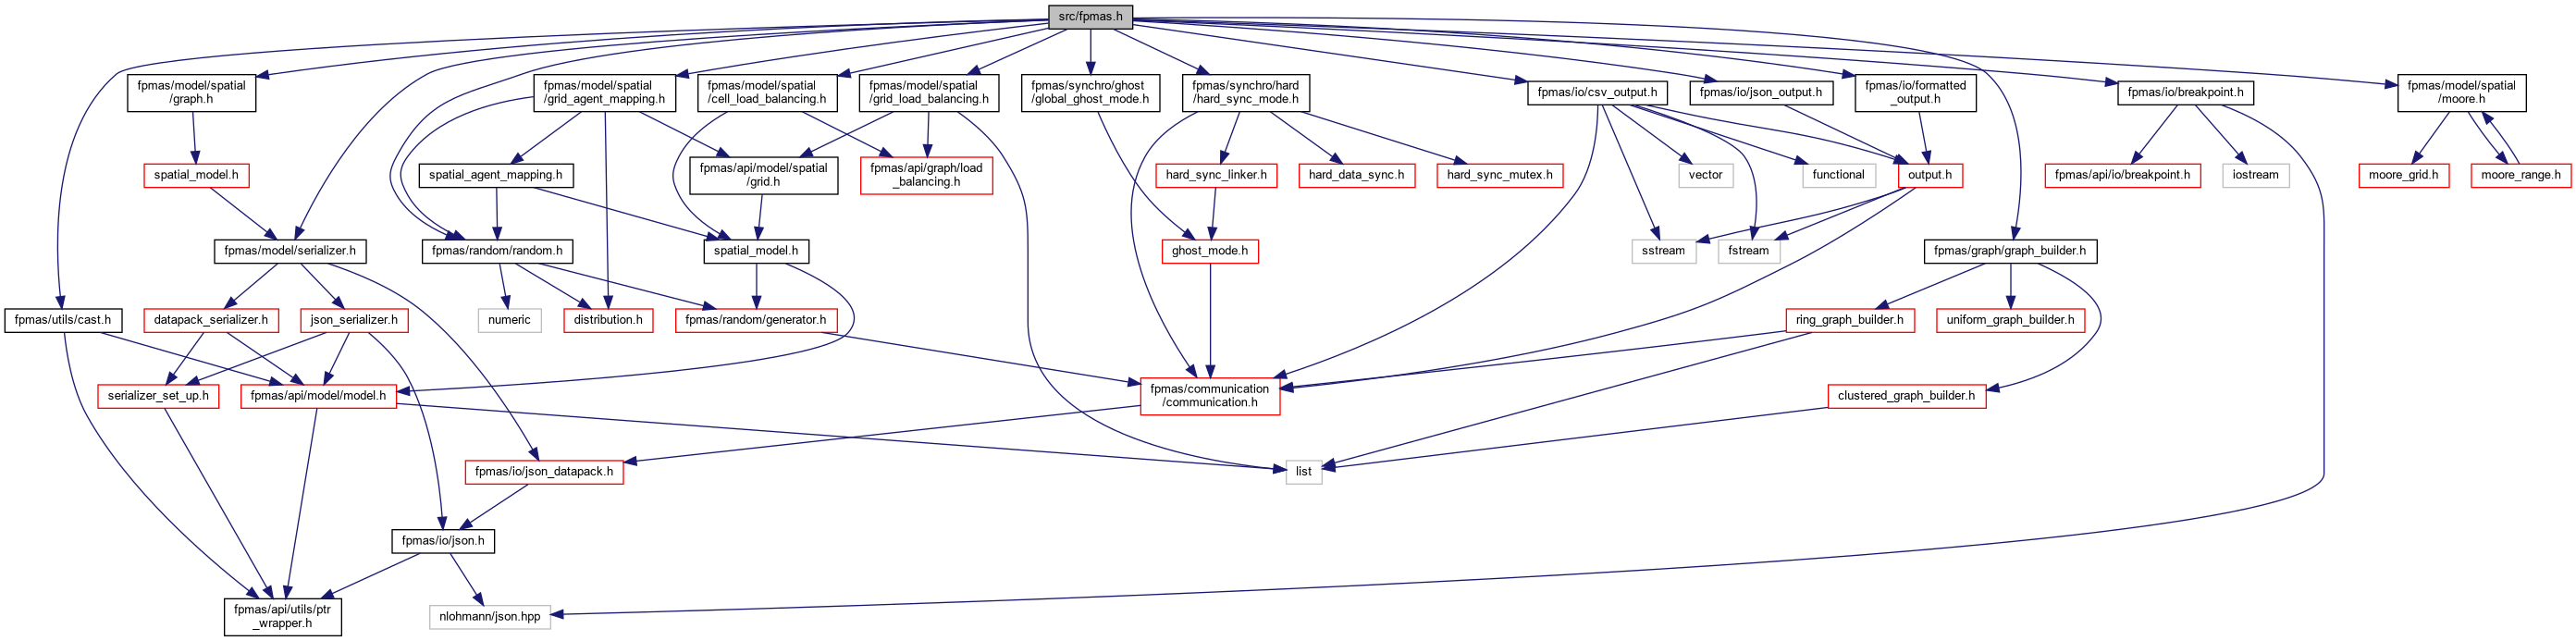 src/fpmas.h
fpmas/model/spatial
/graph.h
fpmas/model/spatial
/grid_agent_mapping.h
fpmas/model/spatial
/cell_load_balancing.h
fpmas/model/spatial
/grid_load_balancing.h
fpmas/synchro/ghost
/global_ghost_mode.h
fpmas/synchro/hard
/hard_sync_mode.h
fpmas/io/csv_output.h
fpmas/io/json_output.h
fpmas/io/formatted
_output.h
fpmas/io/breakpoint.h
fpmas/model/spatial
/moore.h
spatial_model.h
spatial_agent_mapping.h
fpmas/api/model/spatial
/grid.h
fpmas/api/graph/load
_balancing.h
hard_sync_linker.h
hard_data_sync.h
hard_sync_mutex.h
vector
functional
output.h
fpmas/api/io/breakpoint.h
iostream
moore_grid.h
moore_range.h
fpmas/model/serializer.h
fpmas/random/random.h
spatial_model.h
ghost_mode.h
sstream
fstream
fpmas/graph/graph_builder.h
fpmas/utils/cast.h
datapack_serializer.h
json_serializer.h
numeric
distribution.h
fpmas/random/generator.h
ring_graph_builder.h
uniform_graph_builder.h
serializer_set_up.h
fpmas/api/model/model.h
fpmas/communication
/communication.h
clustered_graph_builder.h
fpmas/io/json_datapack.h
list
fpmas/io/json.h
fpmas/api/utils/ptr
_wrapper.h
nlohmann/json.hpp